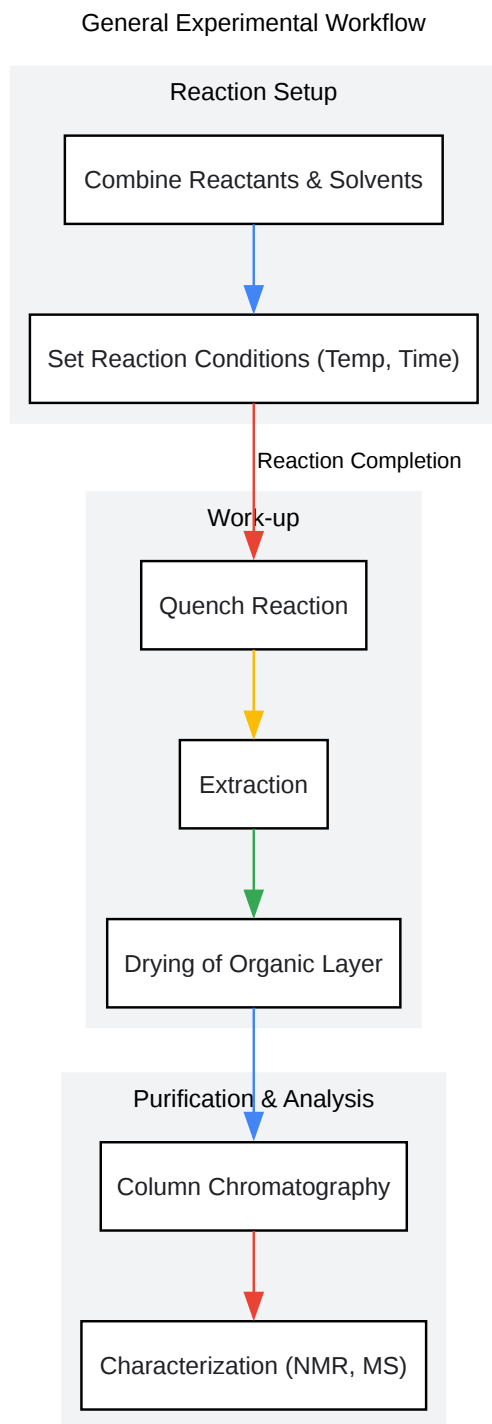 General Experimental Workflow
Reaction Setup
Combine Reactants & Solvents
Set Reaction Conditions (Temp, Time)
Reaction Completion
Work-up
Quench Reaction
Extraction
Drying of Organic Layer
Purification & Analysis
Column Chromatography
Characterization (NMR, MS)